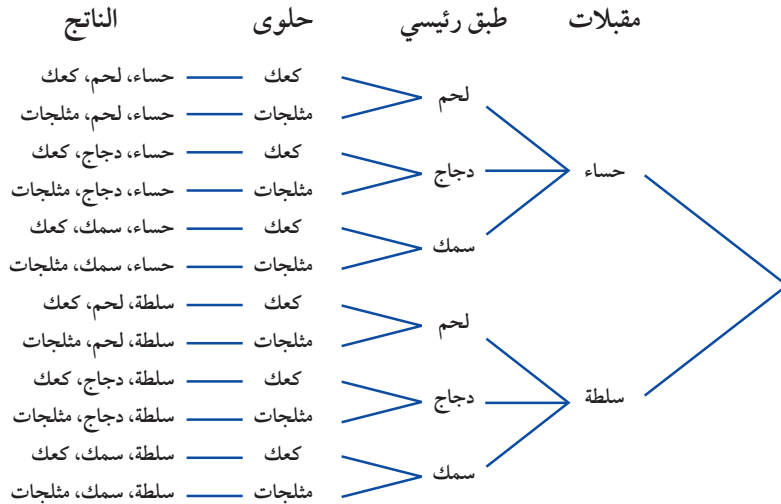 مقبلات طبق رئيسي حلوى الناتج
كعك حساء، لحم، كعك
لحم
مثلجات حساء، لحم، مثلجات
كعك حساء، دجاج، كعك
حساء دجاج
مثلجات حساء، دجاج، مثلجات
كعك حساء، سمك، كعك
سمك
مثلجات حساء، سمك، مثلجات
كعك سلطة، لحم، كعك
لحم
مثلجات سلطة، لحم، مثلجات
كعك سلطة، دجاج، كعك
سلطة دجاج
مثلجات سلطة، دجاج، مثلجات
كعك سلطة، سمك، كعك
سمك
مثلجات سلطة، سمك، مثلجات